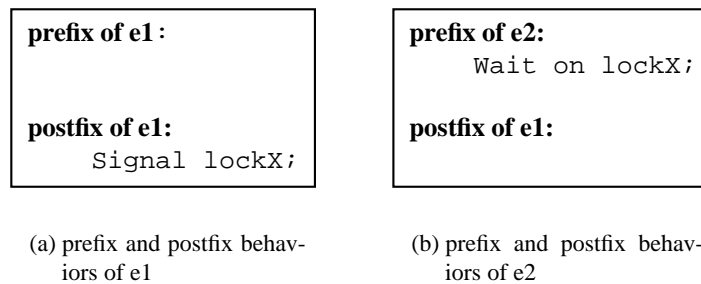 prefix of e1:
postfix of e1:
Signal lockX;
(a) prefix and postfix behav-
iors of e1
prefix of e2:
Wait on lockX;
postfix of e1:
(b) prefix and postfix behav-
iors of e2